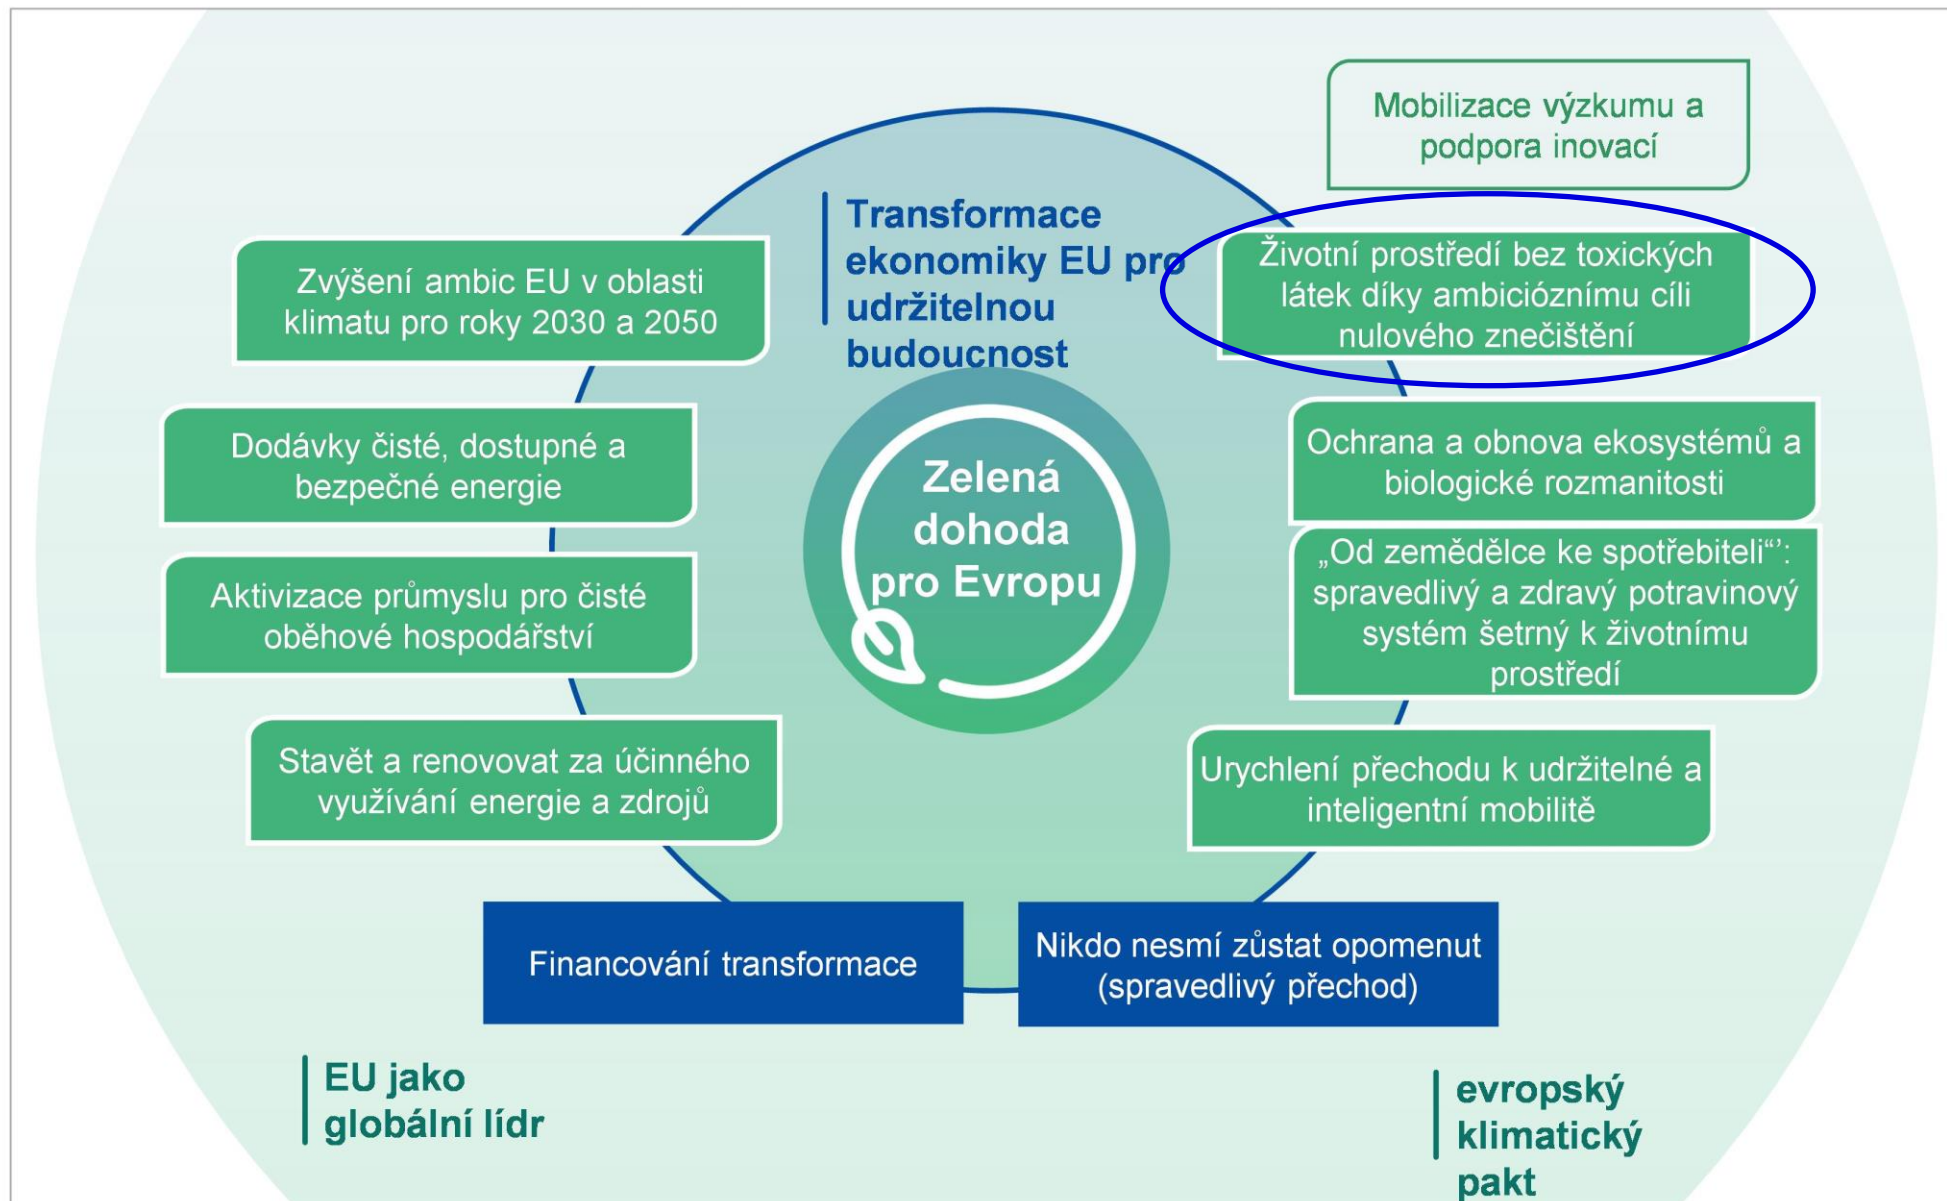 Mobilizace výzkumu a
podpora inovací
Transformace
ekonomiky EU pro
udržitelnou
budoucnost
Zvýšení ambic EU v oblasti
klimatu pro roky 2030 a 2050
Životní prostředí bez toxických
látek díky ambicióznímu cíli
nulového znečištění
Dodávky čisté, dostupné a
bezpečné energie
Zelená
dohoda
pro Evropu
Ochrana a obnova ekosystémů a
biologické rozmanitosti
Aktivizace průmyslu pro čisté
oběhové hospodářství
„Od zemědělce ke spotřebiteli“’:
spravedlivý a zdravý potravinový
systém šetrný k životnímu
prostředí
Stavět a renovovat za účinného
využívání energie a zdrojů
Urychlení přechodu k udržitelné a
inteligentní mobilitě
Financování transformace
Nikdo nesmí zůstat opomenut
(spravedlivý přechod)
EU jako
globální lídr
evropský
klimatický
pakt